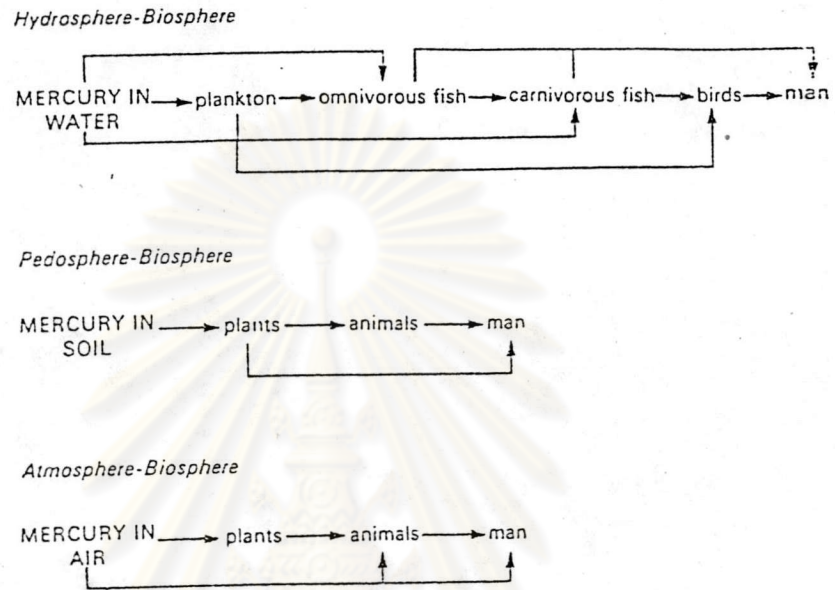 Hydrosphere-Biosphere
MERCURY IN WATER plankton omnivorous fish carnivorous fish birds man
Pedosphere-Biosphere
MERCURY IN SOIL plants animals man
Atmosphere-Biosphere
MERCURY IN AIR plants animals man